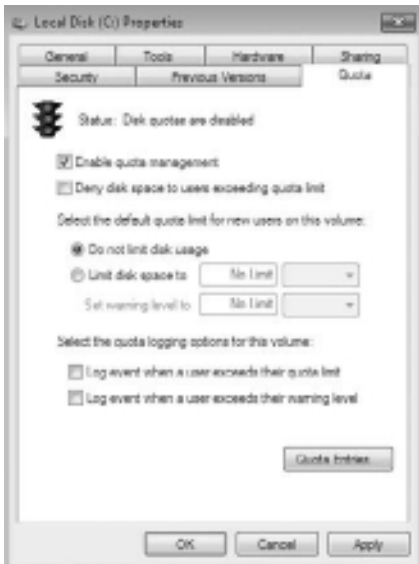 Local Disk (C:) Properties
General Tools Hardware Sharing
Security Previous Versions Quota
Status: Disk quotas are disabled
Enable quota management
Deny disk space to users exceeding quota limit
Select the default quota limit for new users on this volume:
Do not limit disk usage
Limit disk space to No Limit
Set warning level to No Limit
Select the quota logging options for this volume:
Log event when a user exceeds their quota limit
Log event when a user exceeds their warning level
Quota Entries...
OK Cancel Apply